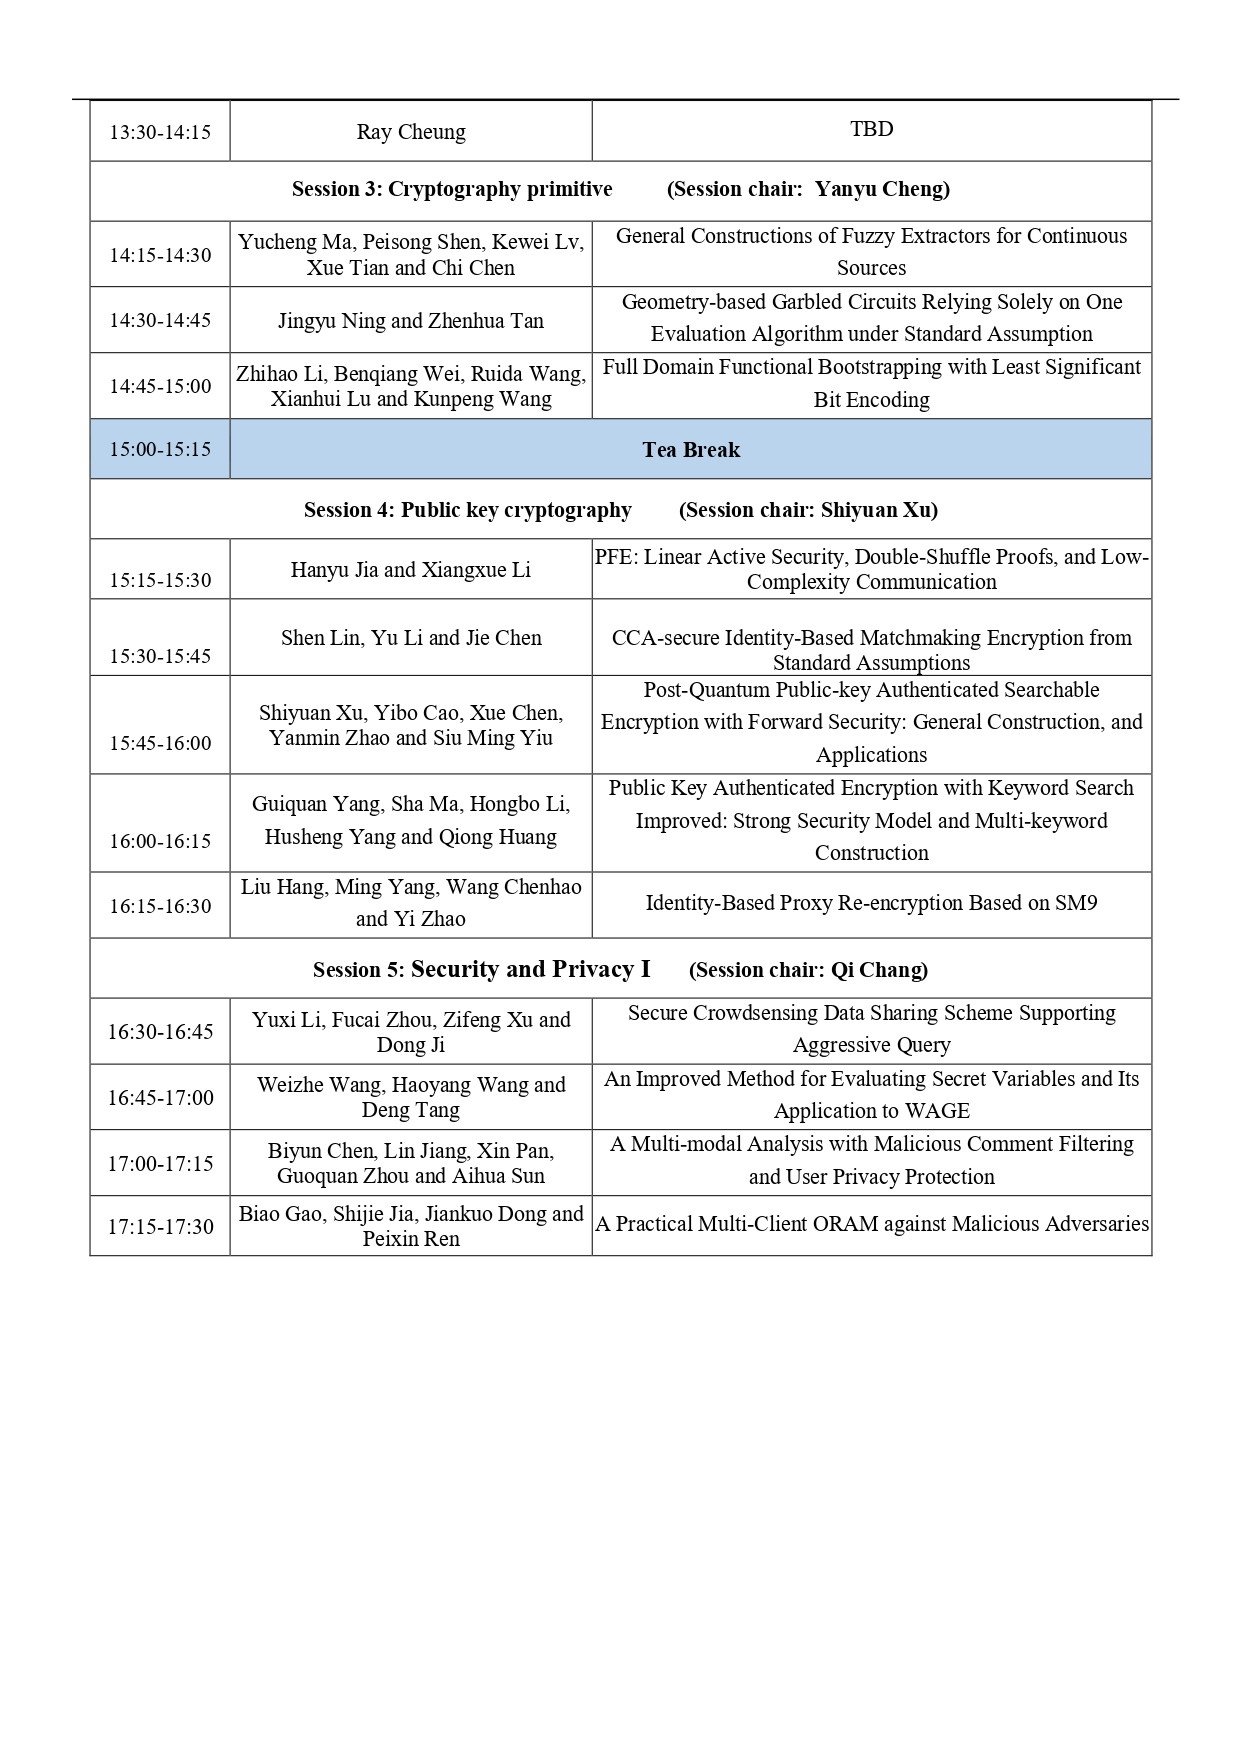 13:30-14:15
Ray Cheung
TBD
Session 3: Cryptography primitive (Session chair: Yanyu Cheng)
14:15-14:30
Yucheng Ma, Peisong Shen, Kewei Lv,
Xue Tian and Chi Chen
General Constructions of Fuzzy Extractors for Continuous
Sources
14:30-14:45
Jingyu Ning and Zhenhua Tan
Geometry-based Garbled Circuits Relying Solely on One
Evaluation Algorithm under Standard Assumption
14:45-15:00
Zhihao Li, Benqiang Wei, Ruida Wang,
Xianhui Lu and Kunpeng Wang
Full Domain Functional Bootstrapping with Least Significant
Bit Encoding
15:00-15:15
Tea Break
Session 4: Public key cryptography (Session chair: Shiyuan Xu)
15:15-15:30
Hanyu Jia and Xiangxue Li
PFE: Linear Active Security, Double-Shuffle Proofs, and Low-
Complexity Communication
15:30-15:45
Shen Lin, Yu Li and Jie Chen
CCA-secure Identity-Based Matchmaking Encryption from
Standard Assumptions
15:45-16:00
Shiyuan Xu, Yibo Cao, Xue Chen,
Yanmin Zhao and Siu Ming Yiu
Post-Quantum Public-key Authenticated Searchable
Encryption with Forward Security: General Construction, and
Applications
16:00-16:15
Guiquan Yang, Sha Ma, Hongbo Li,
Husheng Yang and Qiong Huang
Public Key Authenticated Encryption with Keyword Search
Improved: Strong Security Model and Multi-keyword
Construction
16:15-16:30
Liu Hang, Ming Yang, Wang Chenhao
and Yi Zhao
Identity-Based Proxy Re-encryption Based on SM9
Session 5: Security and Privacy I (Session chair: Qi Chang)
16:30-16:45
Yuxi Li, Fucai Zhou, Zifeng Xu and
Dong Ji
Secure Crowdsensing Data Sharing Scheme Supporting
Aggressive Query
16:45-17:00
Weizhe Wang, Haoyang Wang and
Deng Tang
An Improved Method for Evaluating Secret Variables and Its
Application to WAGE
17:00-17:15
Biyun Chen, Lin Jiang, Xin Pan,
Guoquan Zhou and Aihua Sun
A Multi-modal Analysis with Malicious Comment Filtering
and User Privacy Protection
17:15-17:30
Biao Gao, Shijie Jia, Jiankuo Dong and
Peixin Ren
A Practical Multi-Client ORAM against Malicious Adversaries